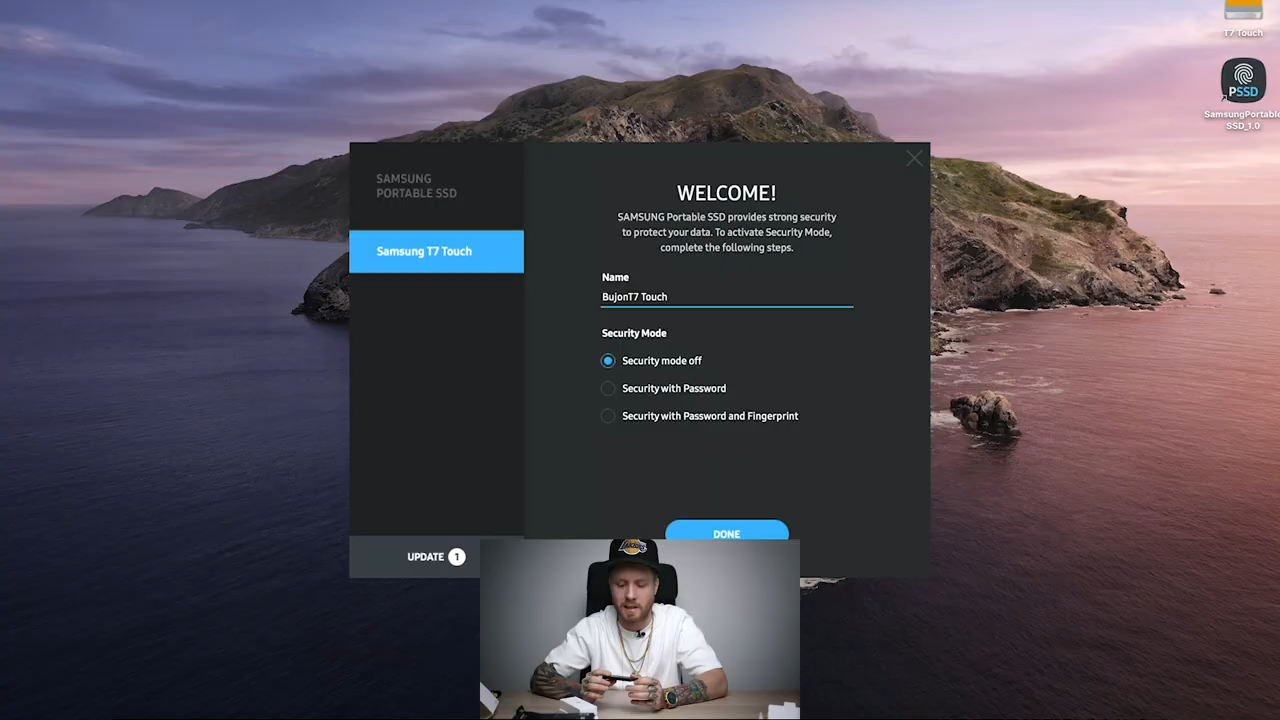 T7 Touch
PSSD
SamsungPortable
SSD_1.0
SAMSUNG
PORTABLE SSD
Samsung T7 Touch
UPDATE 1
WELCOME!
SAMSUNG Portable SSD provides strong security
to protect your data. To activate Security Mode,
complete the following steps.
Name
BujonT7 Touch
Security Mode
Security mode off
Security with Password
Security with Password and Fingerprint
DONE